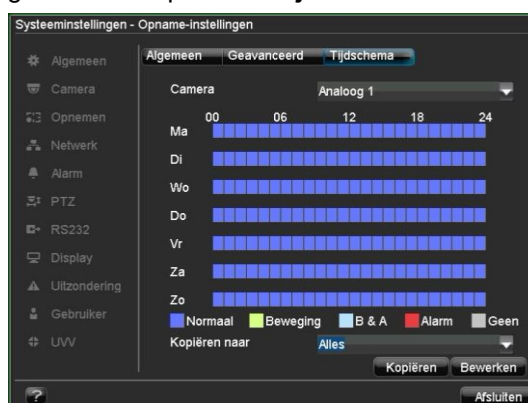 Systeeminstellingen - Opname-instellingen
Algemeen
Camera
Opnemen
Netwerk
Alarm
PTZ
RS232
Display
Uitzondering
Gebruiker
UVV
Algemeen Geavanceerd Tijdschema
Camera Analoog 1
00 06 12 18 24
Ma
Di
Wo
Do
Vr
Za
Zo
Normaal Beweging B & A Alarm Geen
Kopiëren naar Alles
Kopiëren Bewerken
? Afsluiten